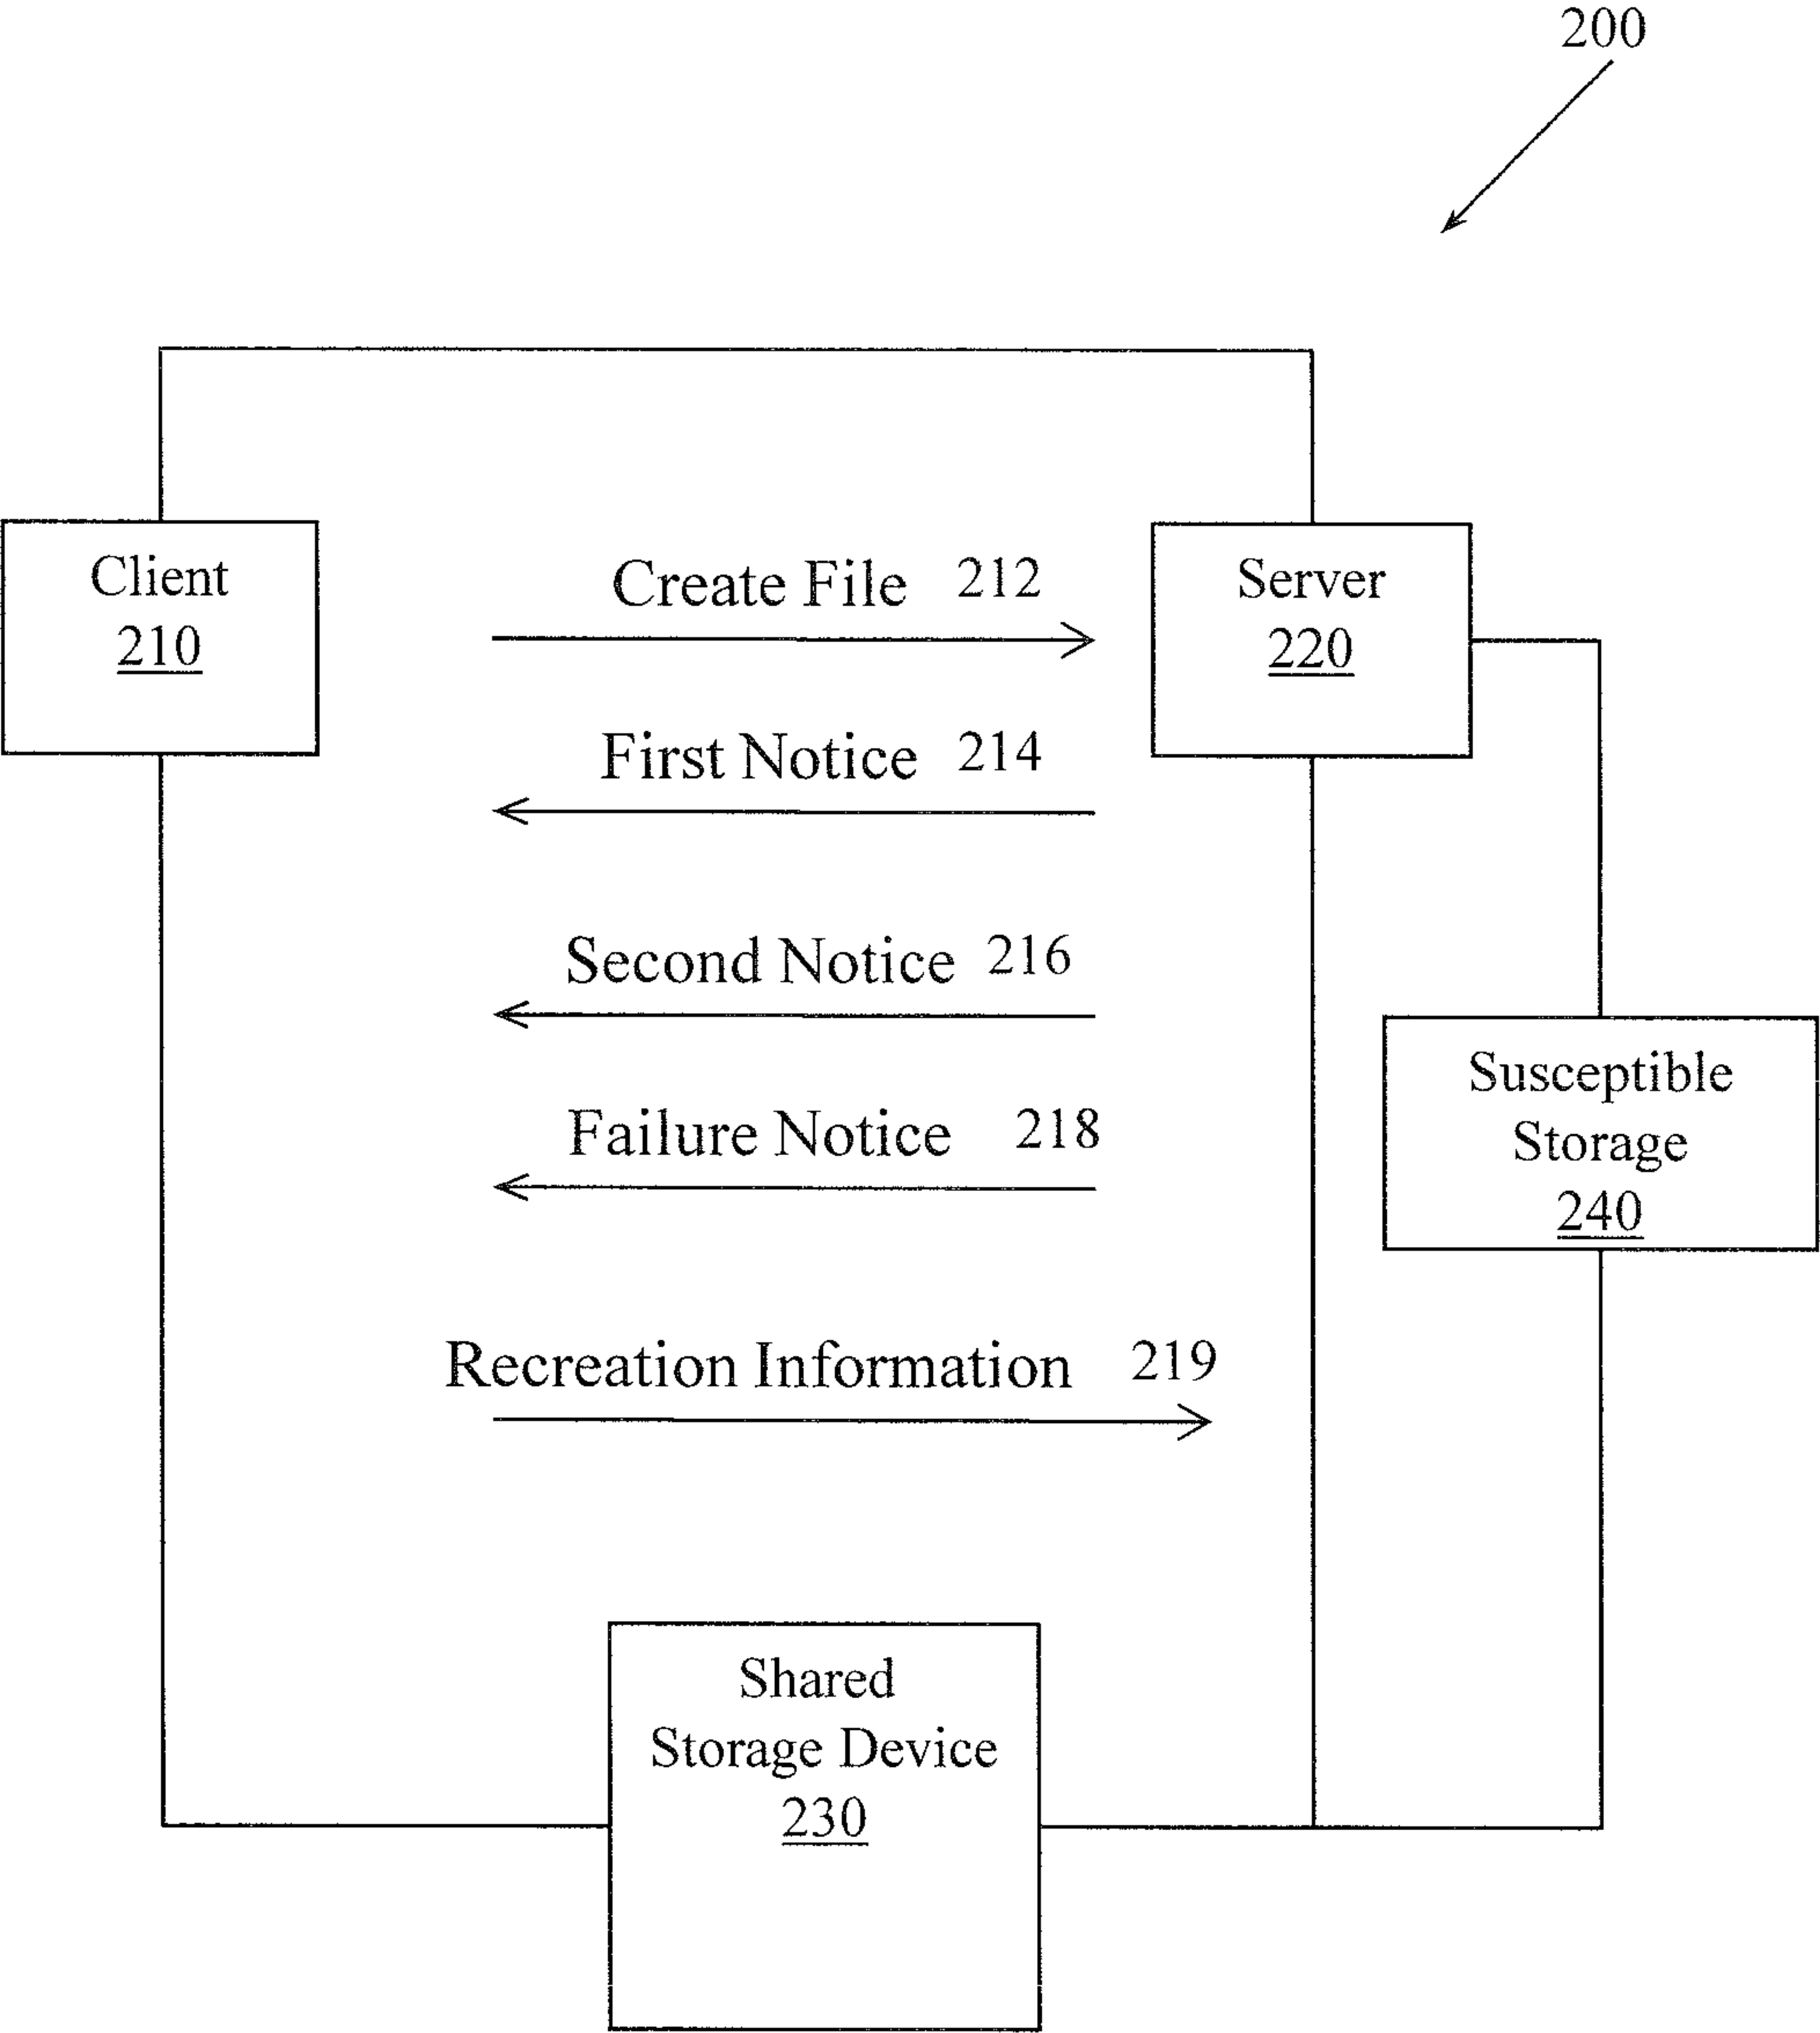 200
Client
210
Create File 212
Server
220
First Notice 214
Second Notice 216
Susceptible
Storage
240
Failure Notice 218
Recreation Information 219
Shared
Storage Device
230